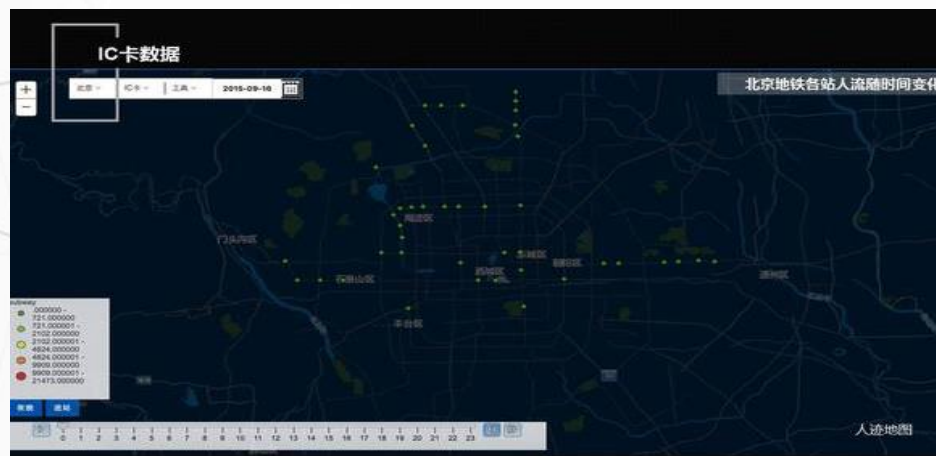 IC卡数据
+
−
北京
IC卡
工具
2015-09-16
北京地铁各站人流随时间变化
海淀区
门头沟区
东城区
朝阳区
西城区
石景山区
通州区
丰台区
subway
.000000 -
721.000000
721.000001 -
2102.000000
2102.000001 -
4824.000000
4824.000001 -
9909.000000
9909.000001 -
21473.000000
进站
0 1 2 3 4 5 6 7 8 9 10 11 12 13 14 15 16 17 18 19 20 21 22 23
人迹地图